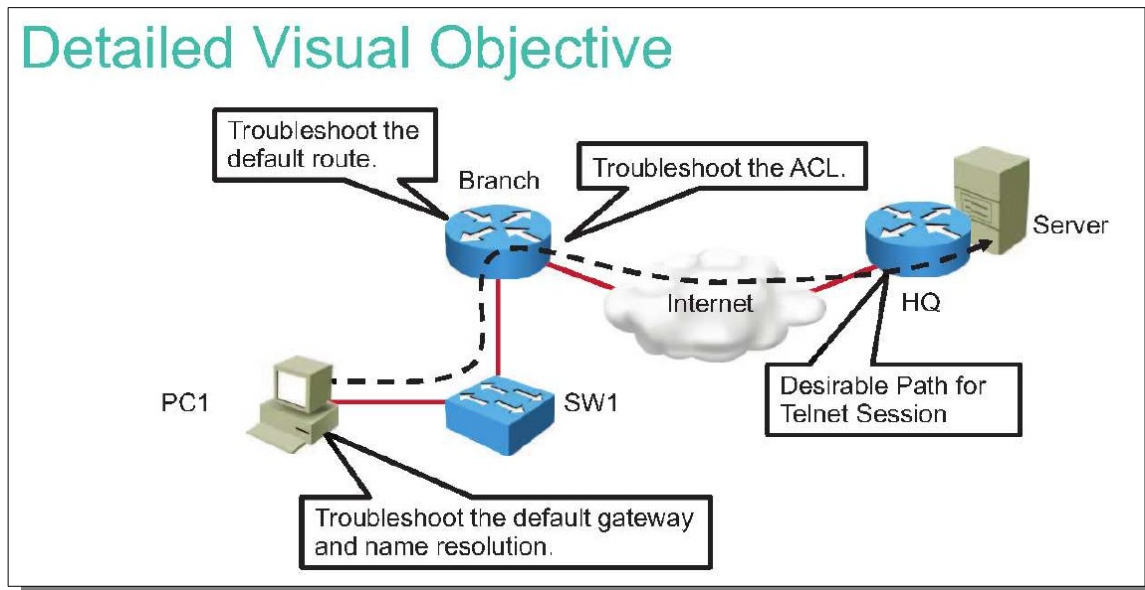 Detailed Visual Objective
Troubleshoot the
default route.
Branch
Troubleshoot the ACL.
Server
Internet
HQ
PC1
SW1
Desirable Path for
Telnet Session
Troubleshoot the default gateway
and name resolution.